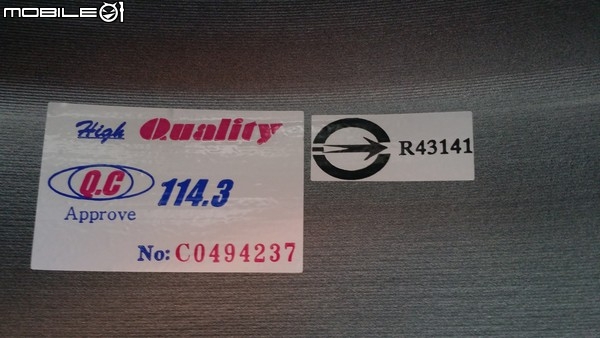 MOBILE01
High Quality
Q.C 114.3
Approve
No: C0494237
R43141